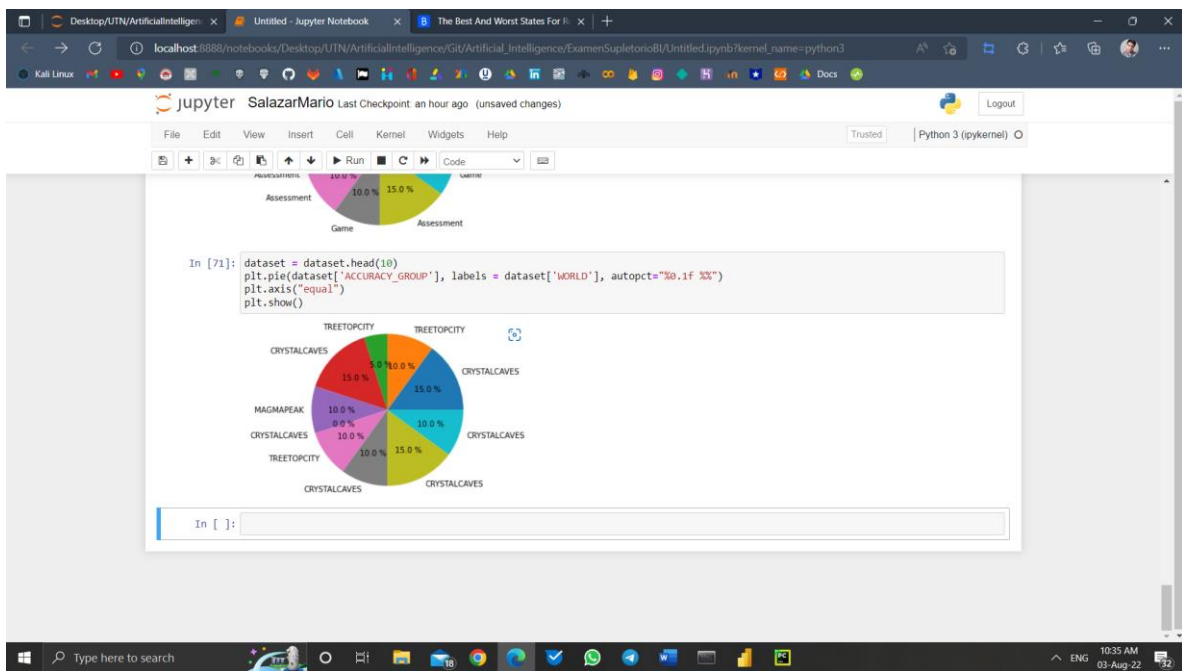 Desktop/UTN/ArtificialIntelligen
Untitled - Jupyter Notebook
The Best And Worst States For R
localhost:8888/notebooks/Desktop/UTN/ArtificialIntelligence/Git/Artificial_Intelligence/ExamenSupletorioBI/Untitled.ipynb?kernel_name=python3
Kali Linux
Docs
jupyter SalazarMario Last Checkpoint: an hour ago (unsaved changes)
Logout
File Edit View Insert Cell Kernel Widgets Help
Trusted
Python 3 (ipykernel)
Run
Code
Assessment
10.0 %
Game
Assessment
10.0 %
15.0 %
Game
Assessment
In [71]: dataset = dataset.head(10)
plt.pie(dataset['ACCURACY_GROUP'], labels = dataset['WORLD'], autopct="%0.1f %%")
plt.axis("equal")
plt.show()
TREETOPCITY
TREETOPCITY
CRYSTALCAVES
5.0 %
10.0 %
CRYSTALCAVES
15.0 %
15.0 %
MAGMAPEAK
10.0 %
0.0 %
10.0 %
CRYSTALCAVES
10.0 %
CRYSTALCAVES
TREETOPCITY
10.0 %
15.0 %
CRYSTALCAVES
CRYSTALCAVES
In [ ]:
Type here to search
18
ENG
10:35 AM
03-Aug-22
32